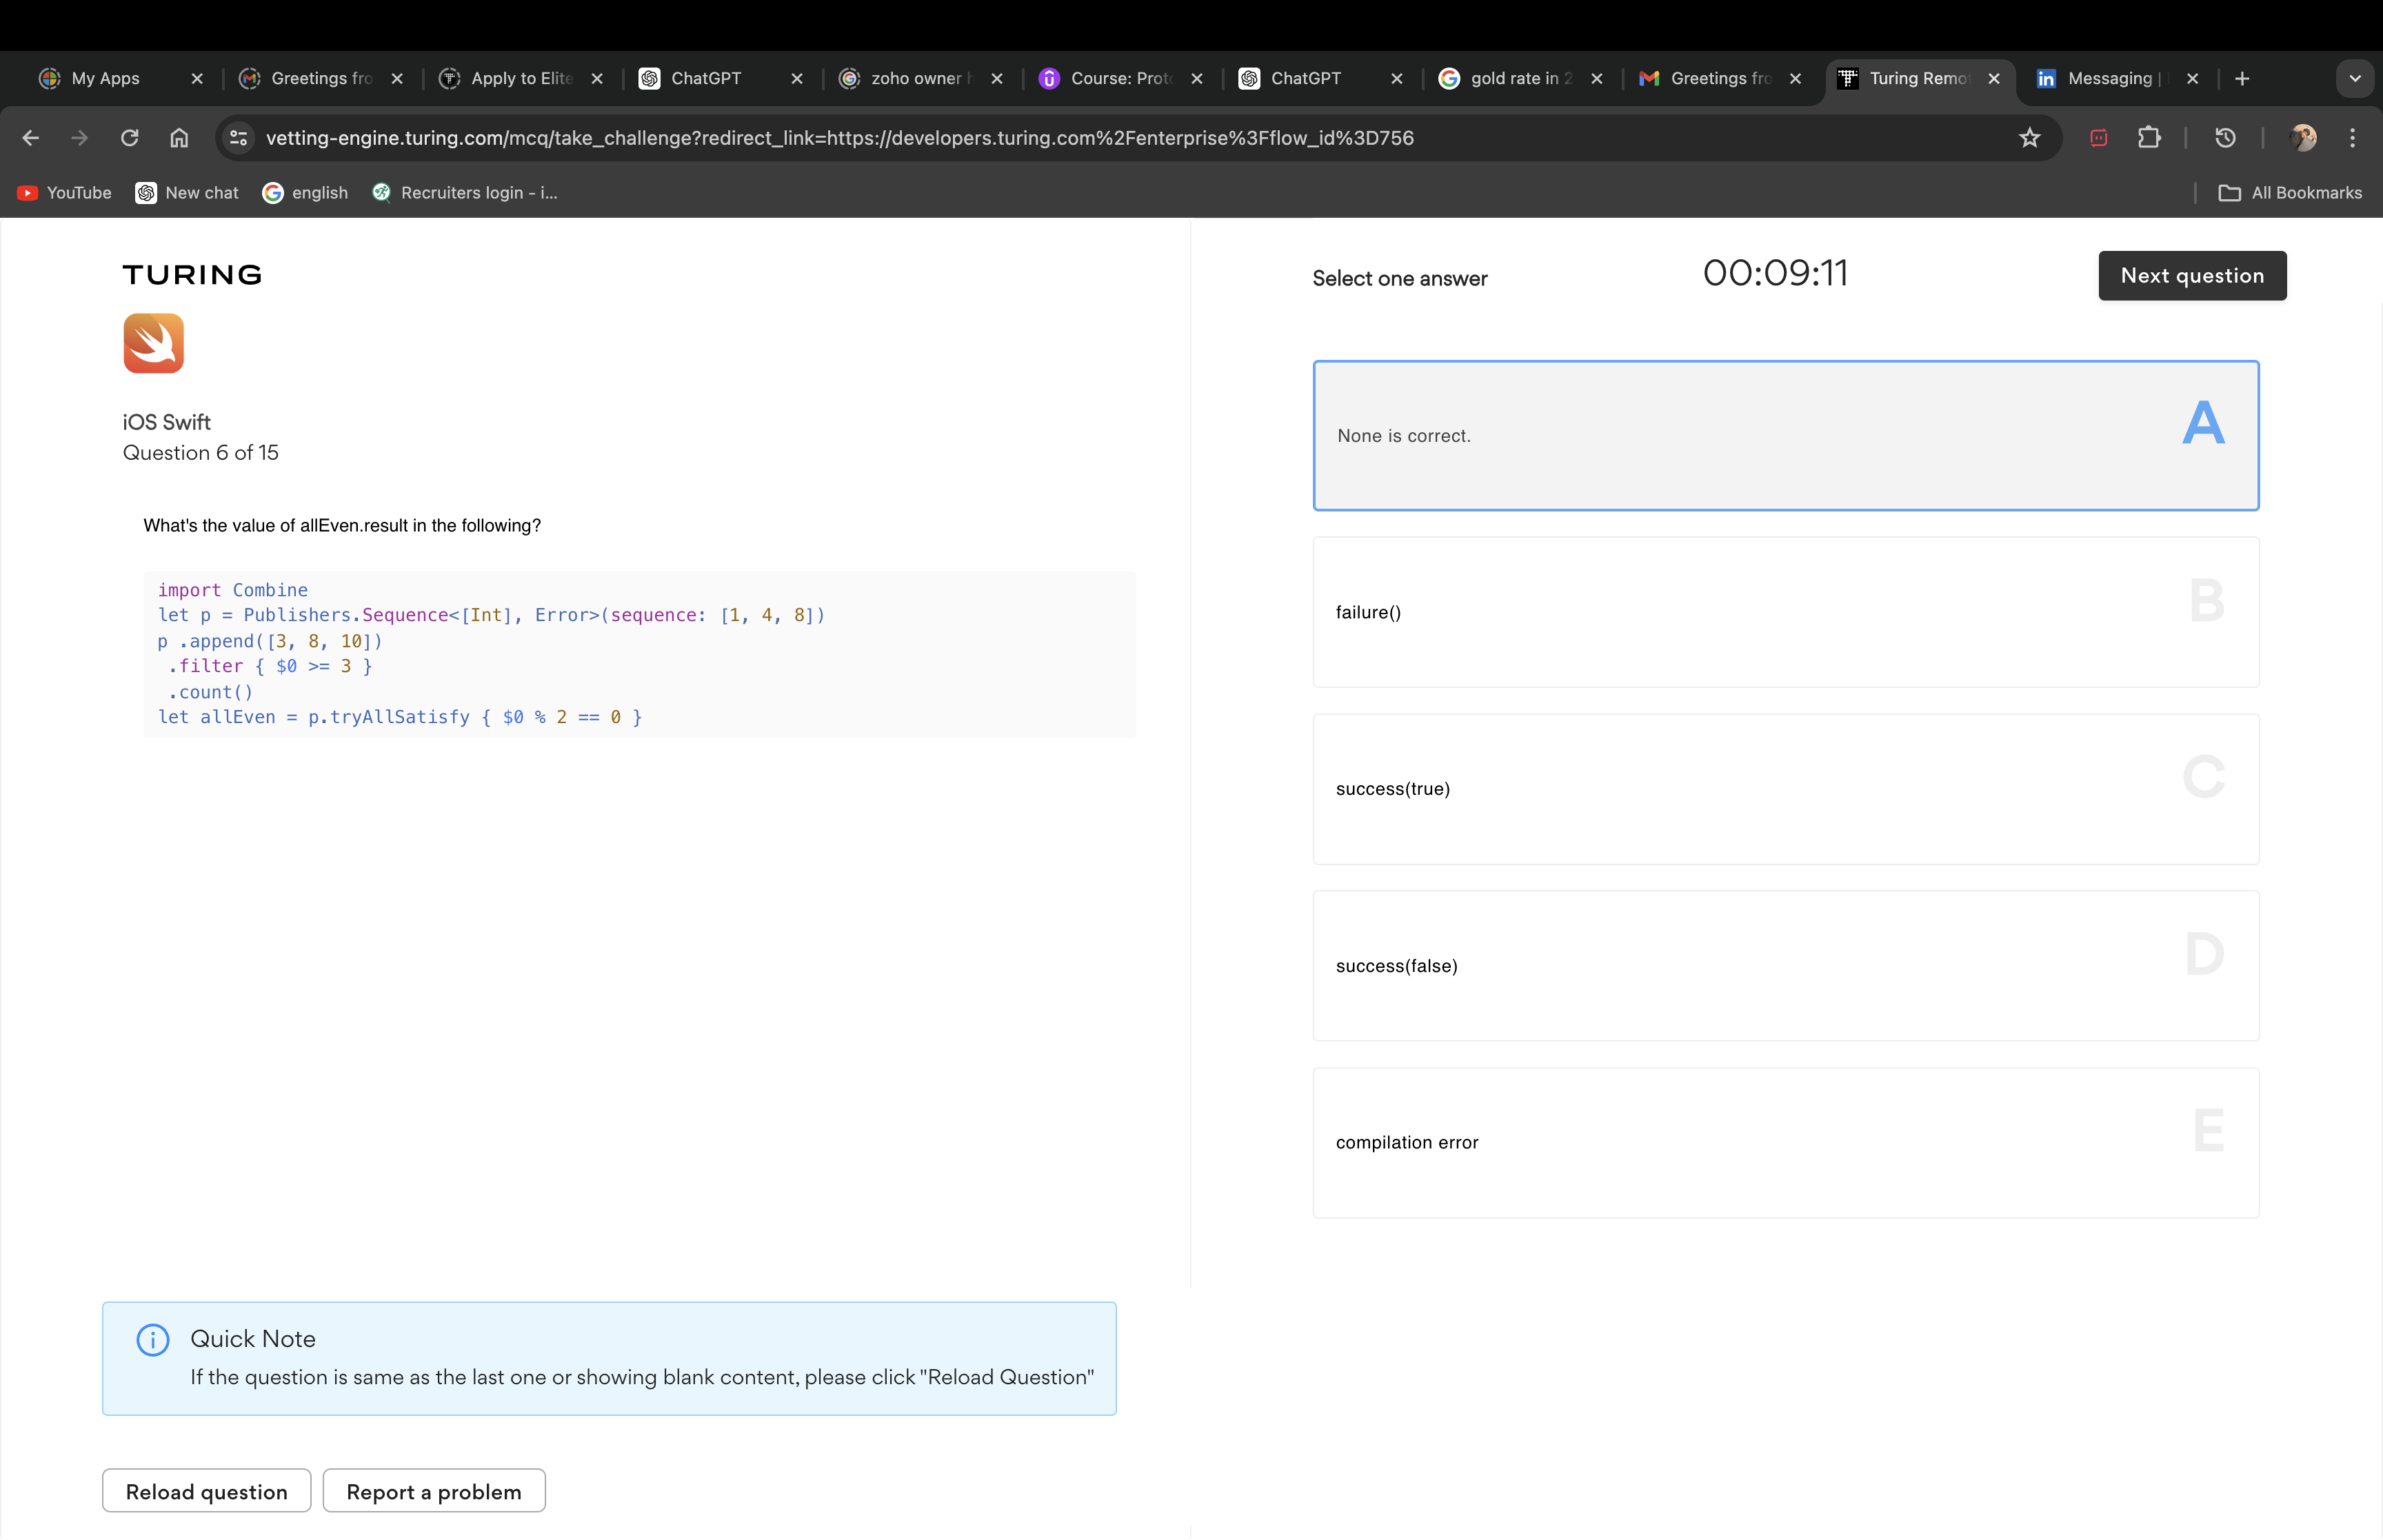 My Apps
Greetings fro
Apply to Elite
ChatGPT
zoho owner h
Course: Proto
ChatGPT
gold rate in 2
Greetings fro
Turing Remo
Messaging |
vetting-engine.turing.com/mcq/take_challenge?redirect_link=https://developers.turing.com%2Fenterprise%3Fflow_id%3D756
YouTube
New chat
english
Recruiters login - i...
All Bookmarks
TURING
iOS Swift
Question 6 of 15
What's the value of allEven.result in the following?
import Combine
let p = Publishers.Sequence<[Int], Error>(sequence: [1, 4, 8])
p .append([3, 8, 10])
.filter { $0 >= 3 }
.count()
let allEven = p.tryAllSatisfy { $0 % 2 == 0 }
Quick Note
If the question is same as the last one or showing blank content, please click "Reload Question"
Reload question
Report a problem
Select one answer
00:09:11
Next question
None is correct.
A
failure()
B
success(true)
C
success(false)
D
compilation error
E